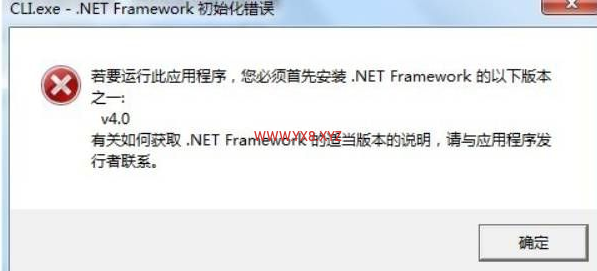 CLI.exe - .NET Framework 初始化错误
若要运行此应用程序，您必须首先安装 .NET Framework 的以下版本
之一:
v4.0
有关如何获取 .NET Framework 的适当版本的说明，请与应用程序发
行者联系。
WWW.YX8.XYZ
确定